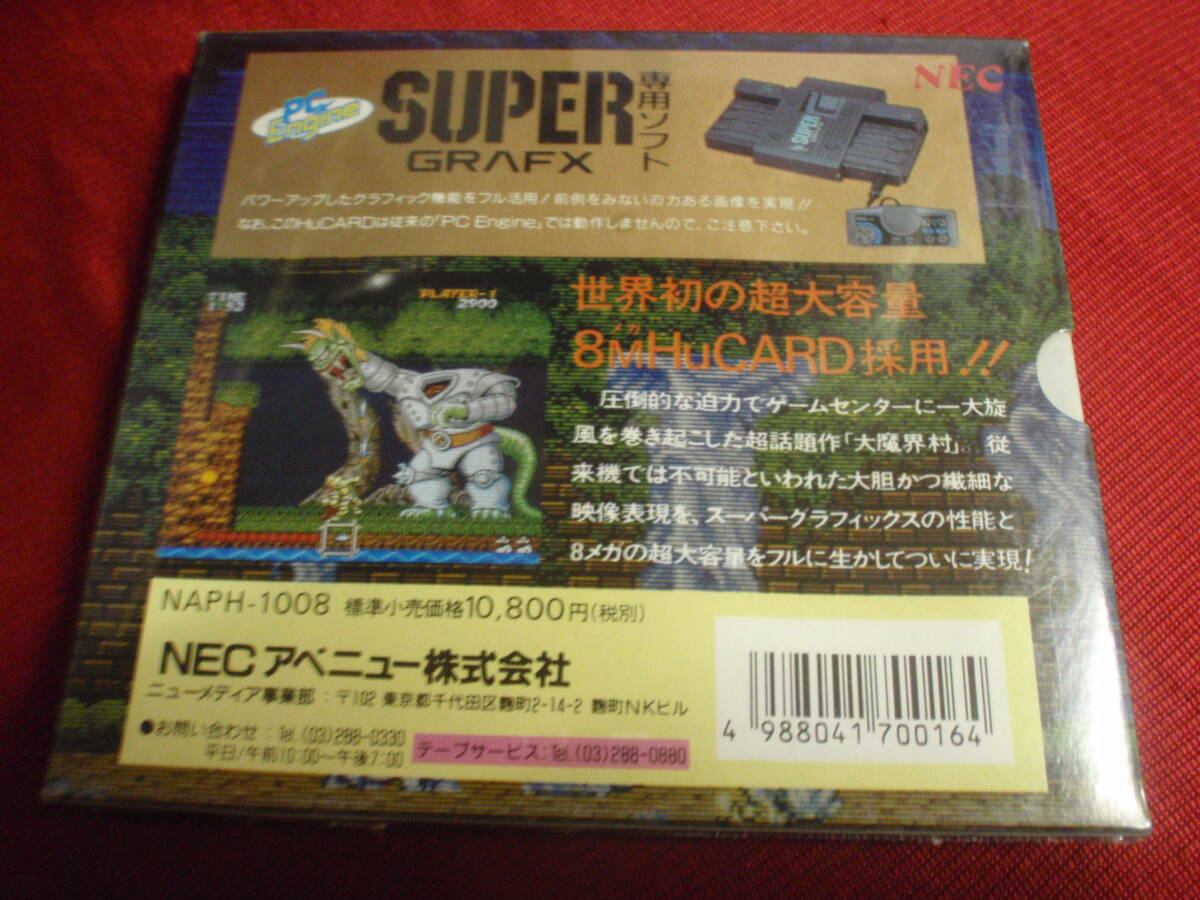 PC Engine
SUPER
GRAFX
専用ソフト
NEC
パワーアップしたグラフィック機能をフル活用!前例をみない迫力ある画像を実現!!
なお、このHuCARDは従来の「PC Engine」では動作しませんので、ご注意下さい。
TIME
PLAYER-1
2900
世界初の超大容量
メガ
8MHuCARD採用!!
圧倒的な迫力でゲームセンターに一大旋
風を巻き起こした超話題作「大魔界村」。従
来機では不可能といわれた大胆かつ繊細な
映像表現を、スーパーグラフィックスの性能と
8メガの超大容量をフルに生かしてついに実現!
NAPH-1008 標準小売価格10,800円(税別)
NECアベニュー株式会社
ニューメディア事業部:〒102 東京都千代田区麹町2-14-2 麹町NKビル
●お問い合わせ:Tel.(03)288-0330
平日/午前10:00~午後7:00
テープサービス:Tel.(03)288-0880
4 988041 700164